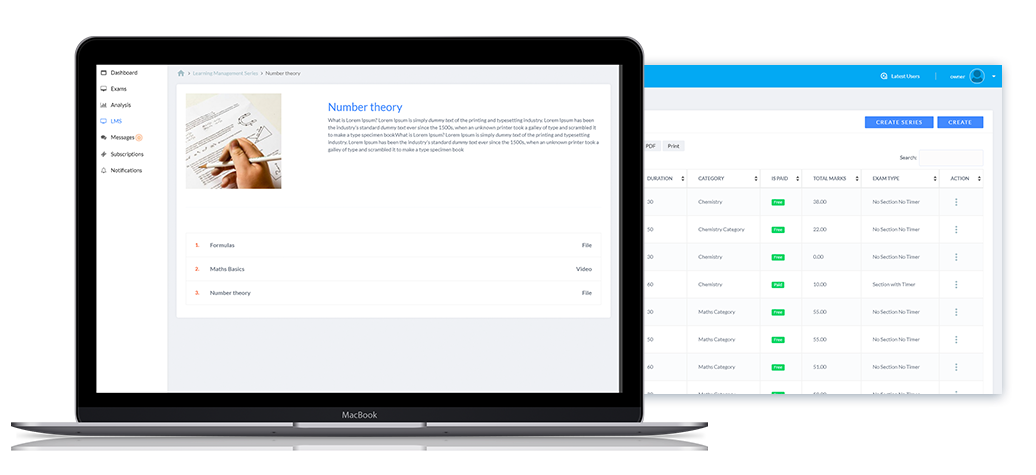 Dashboard
Exams
Analysis
LMS
Messages
Subscriptions
Notifications
Learning Management Series > Number theory
Number theory
What is Lorem Ipsum? Lorem Ipsum is simply dummy text of the printing and typesetting industry. Lorem Ipsum has been
the industry's standard dummy text ever since the 1500s, when an unknown printer took a galley of type and scrambled it
to make a type specimen bookWhat is Lorem Ipsum? Lorem Ipsum is simply dummy text of the printing and typesetting
industry. Lorem Ipsum has been the industry's standard dummy text ever since the 1500s, when an unknown printer took a
galley of type and scrambled it to make a type specimen book
1. Formulas File
2. Maths Basics Video
3. Number theory File
MacBook
Latest Users
CREATE SERIES CREATE
PDF Print
Search:
DURATION CATEGORY IS PAID TOTAL MARKS EXAM TYPE ACTION
30 Chemistry Free 38.00 No Section No Timer
50 Chemistry Category Free 22.00 No Section No Timer
30 Chemistry Free 0.00 No Section No Timer
60 Chemistry Paid 10.00 Section with Timer
30 Maths Category Free 55.00 No Section No Timer
50 Maths Category Free 55.00 No Section No Timer
60 Maths Category Free 51.00 No Section No Timer